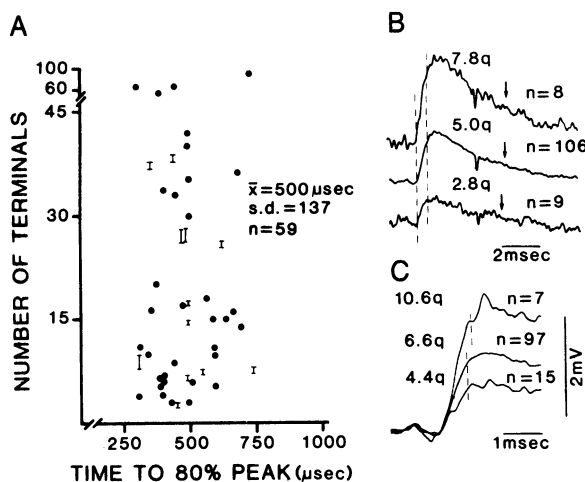 A
NUMBER OF TERMINALS
100
60
45
30
15
x̄=500 μsec
s.d.=137
n=59
250
500
750
1000
TIME TO 80% PEAK (μsec)
B
7.8q
n=8
5.0q
n=106
2.8q
n=9
2msec
C
10.6q
n=7
6.6q
n=97
4.4q
n=15
2mV
1msec